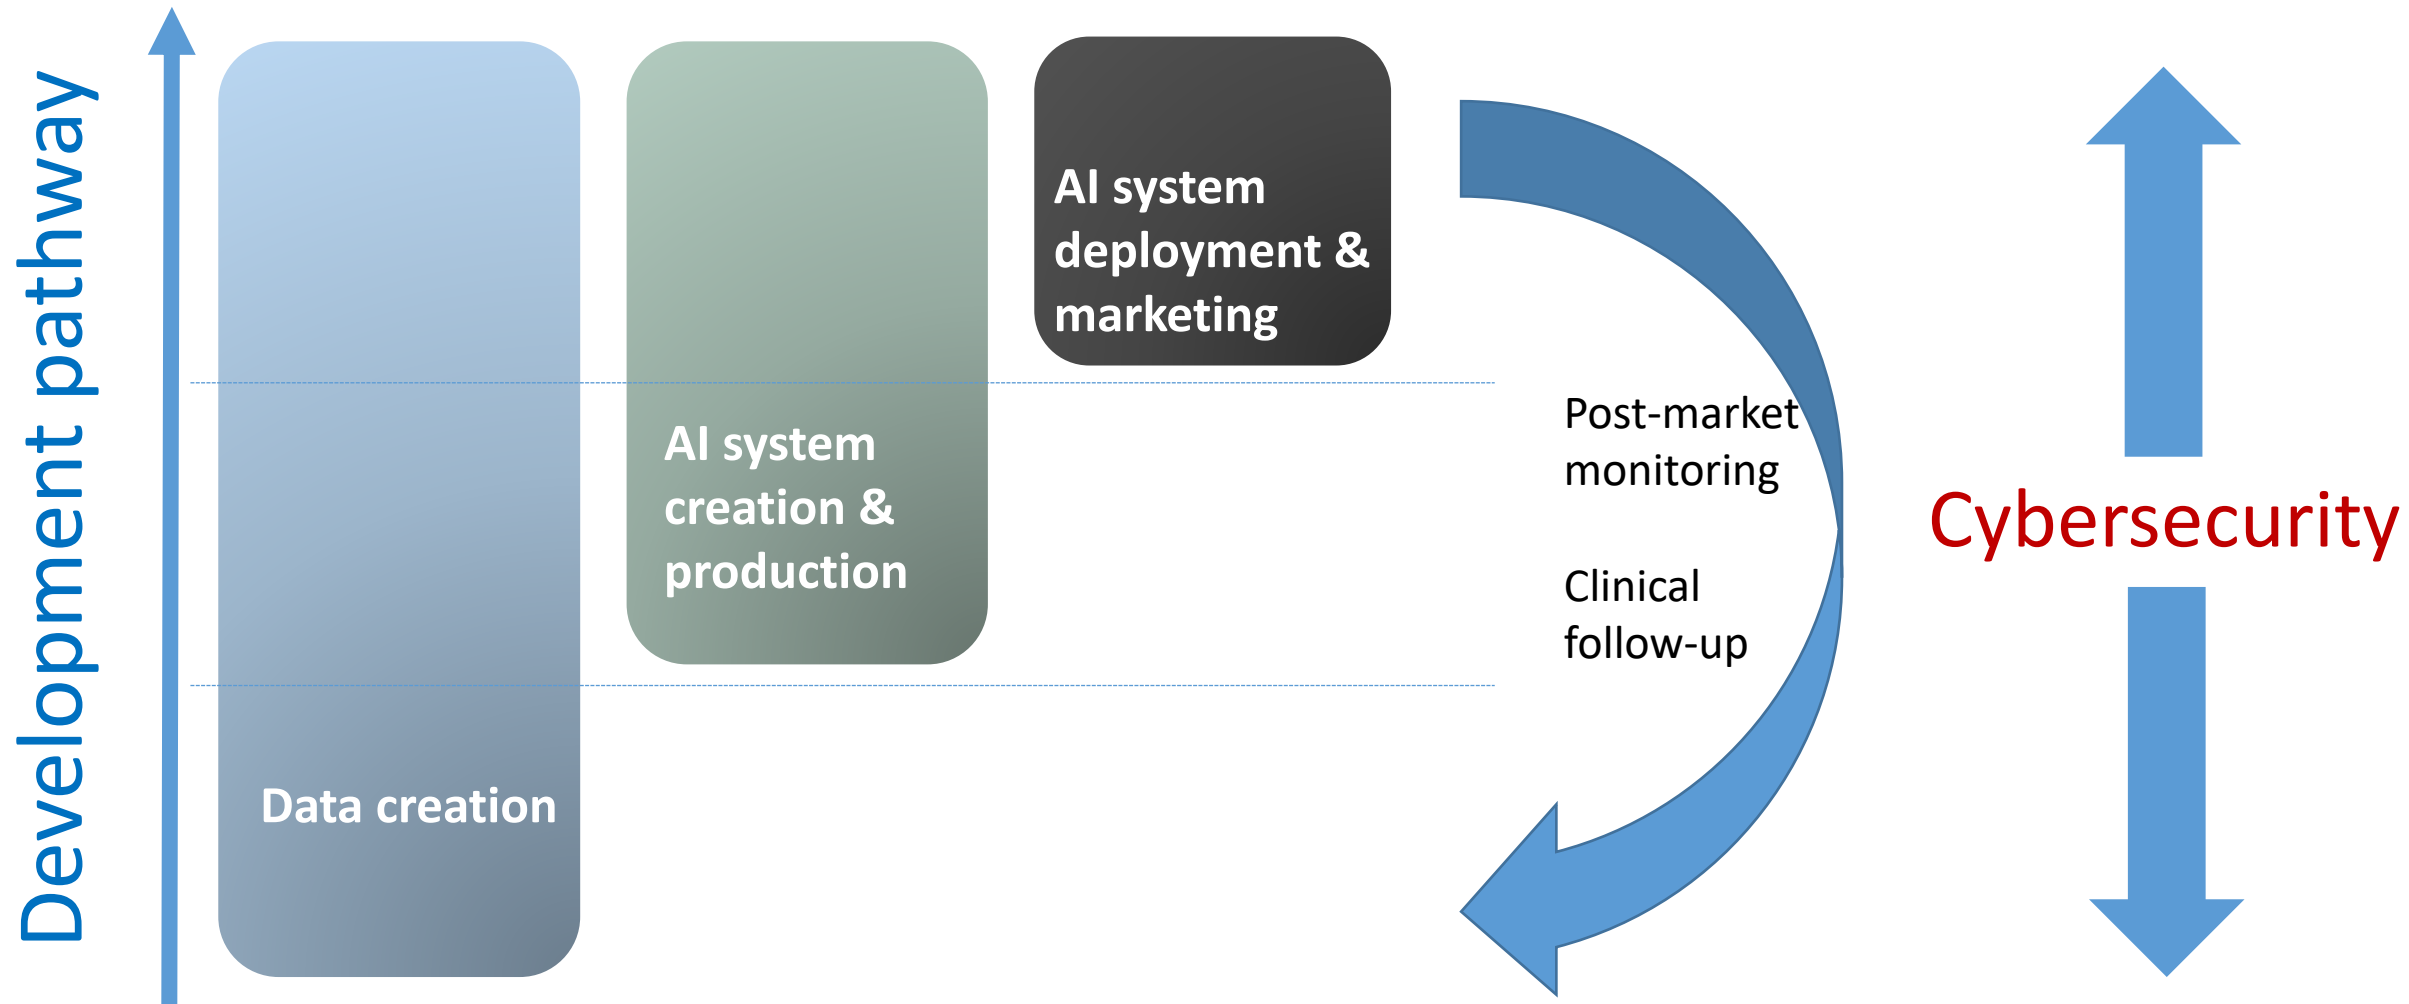 Development pathway
Data creation
AI system
creation &
production
AI system
deployment &
marketing
Post-market
monitoring
Clinical
follow-up
Cybersecurity